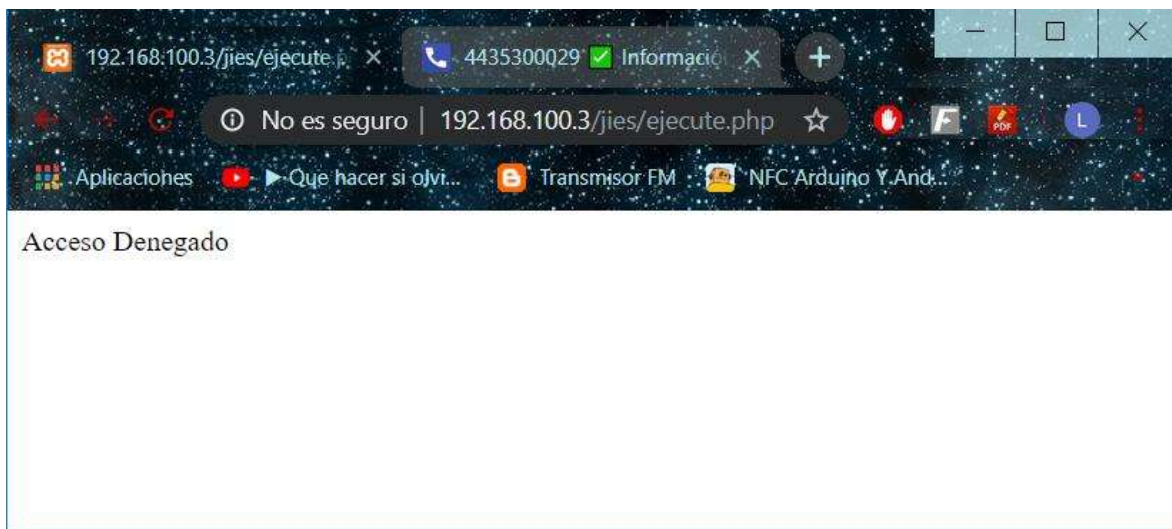 192.168.100.3/jies/ejecute.p
4435300029 ✅ Informació
No es seguro | 192.168.100.3/jies/ejecute.php
Aplicaciones
Que hacer si olvi...
Transmisor FM
NFC Arduino Y And...
F
PDF
L
Acceso Denegado